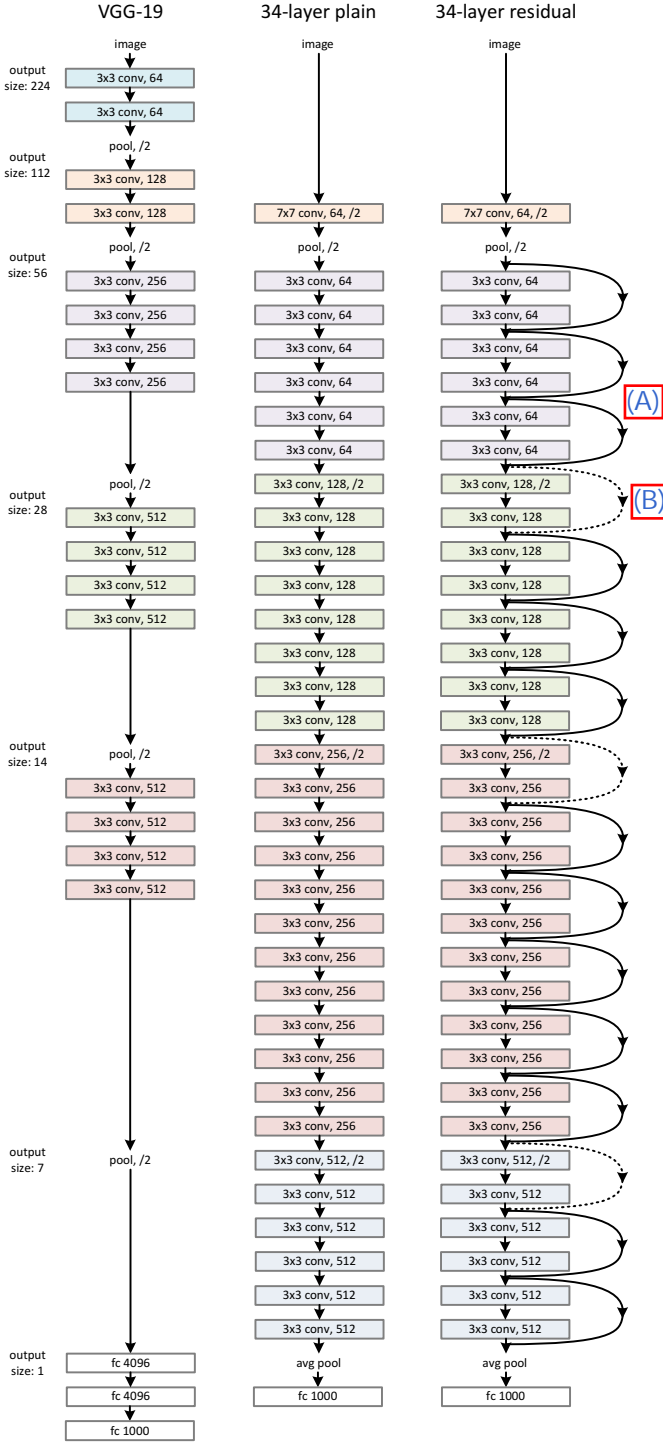 output
size: 224
output
size: 112
output
size: 56
output
size: 28
output
size: 14
output
size: 7
output
size: 1
VGG-19
image
3x3 conv, 64
3x3 conv, 64
pool, /2
3x3 conv, 128
3x3 conv, 128
pool, /2
3x3 conv, 256
3x3 conv, 256
3x3 conv, 256
3x3 conv, 256
pool, /2
3x3 conv, 512
3x3 conv, 512
3x3 conv, 512
3x3 conv, 512
pool, /2
3x3 conv, 512
3x3 conv, 512
3x3 conv, 512
3x3 conv, 512
pool, /2
fc 4096
fc 4096
fc 1000
34-layer plain
image
7x7 conv, 64, /2
pool, /2
3x3 conv, 64
3x3 conv, 64
3x3 conv, 64
3x3 conv, 64
3x3 conv, 64
3x3 conv, 64
3x3 conv, 128, /2
3x3 conv, 128
3x3 conv, 128
3x3 conv, 128
3x3 conv, 128
3x3 conv, 128
3x3 conv, 128
3x3 conv, 128
3x3 conv, 256, /2
3x3 conv, 256
3x3 conv, 256
3x3 conv, 256
3x3 conv, 256
3x3 conv, 256
3x3 conv, 256
3x3 conv, 256
3x3 conv, 256
3x3 conv, 256
3x3 conv, 256
3x3 conv, 256
3x3 conv, 512, /2
3x3 conv, 512
3x3 conv, 512
3x3 conv, 512
3x3 conv, 512
3x3 conv, 512
avg pool
fc 1000
34-layer residual
image
7x7 conv, 64, /2
pool, /2
3x3 conv, 64
3x3 conv, 64
3x3 conv, 64
3x3 conv, 64
3x3 conv, 64
3x3 conv, 64
3x3 conv, 128, /2
3x3 conv, 128
3x3 conv, 128
3x3 conv, 128
3x3 conv, 128
3x3 conv, 128
3x3 conv, 128
3x3 conv, 128
3x3 conv, 256, /2
3x3 conv, 256
3x3 conv, 256
3x3 conv, 256
3x3 conv, 256
3x3 conv, 256
3x3 conv, 256
3x3 conv, 256
3x3 conv, 256
3x3 conv, 256
3x3 conv, 256
3x3 conv, 256
3x3 conv, 512, /2
3x3 conv, 512
3x3 conv, 512
3x3 conv, 512
3x3 conv, 512
3x3 conv, 512
avg pool
fc 1000
(A)
(B)